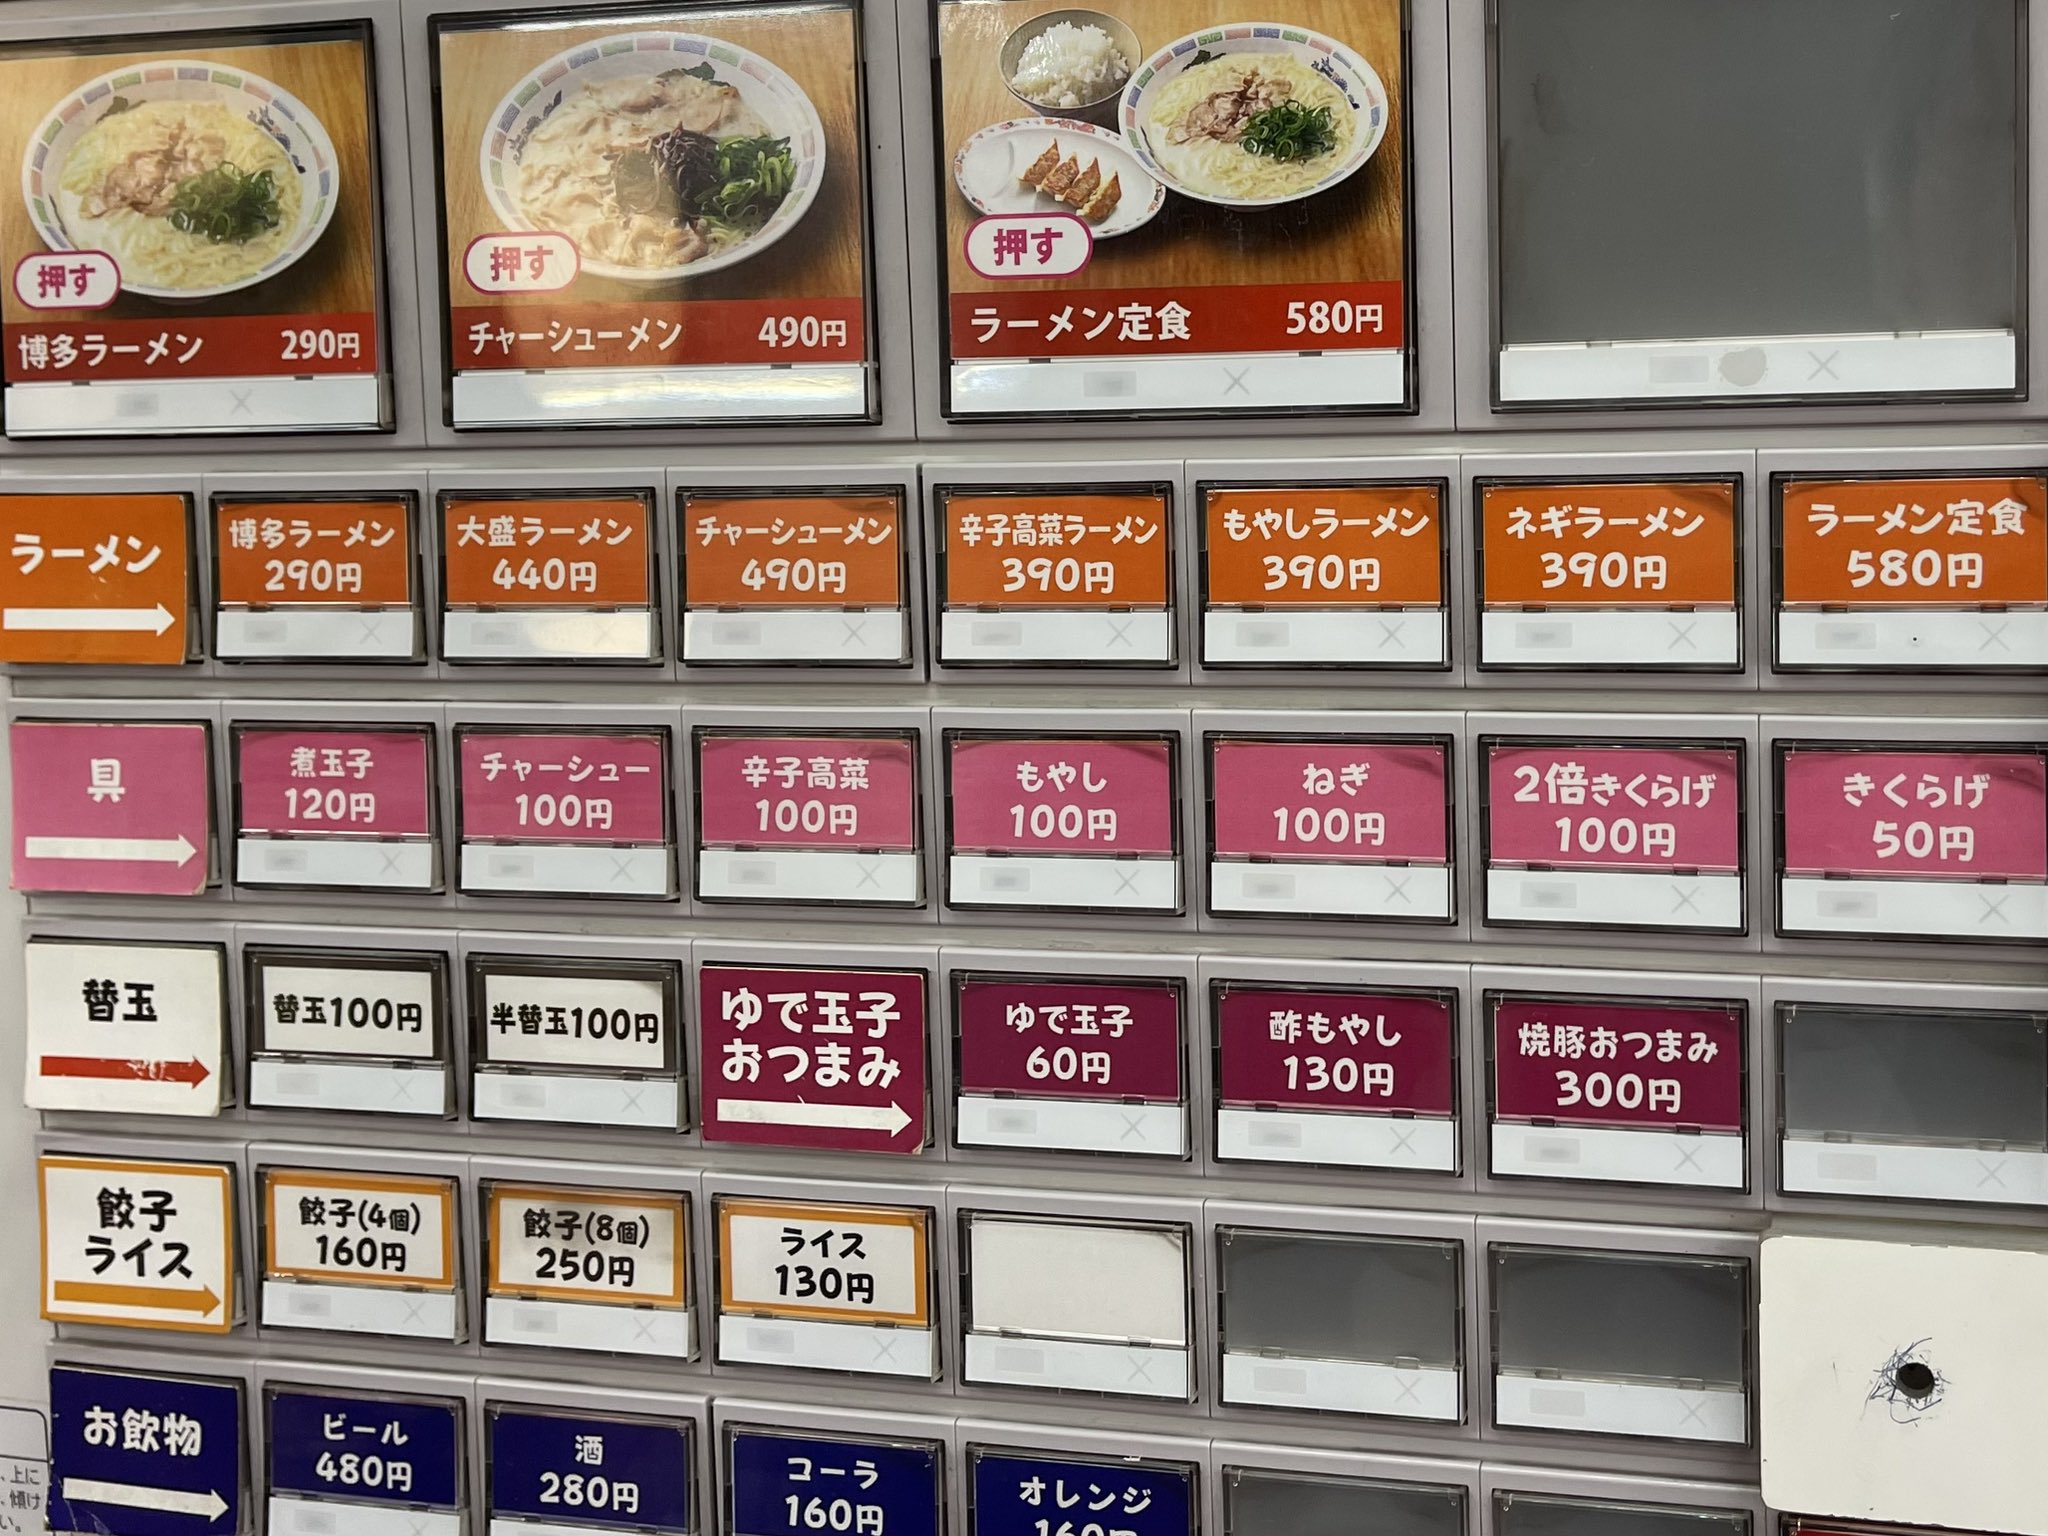 押す
博多ラーメン 290円
押す
チャーシューメン 490円
押す
ラーメン定食 580円
ラーメン
博多ラーメン
290円
大盛ラーメン
440円
チャーシューメン
490円
辛子高菜ラーメン
390円
もやしラーメン
390円
ネギラーメン
390円
ラーメン定食
580円
具
煮玉子
120円
チャーシュー
100円
辛子高菜
100円
もやし
100円
ねぎ
100円
2倍きくらげ
100円
きくらげ
50円
替玉
替玉100円
半替玉100円
ゆで玉子
おつまみ
ゆで玉子
60円
酢もやし
130円
焼豚おつまみ
300円
餃子
ライス
餃子(4個)
160円
餃子(8個)
250円
ライス
130円
お飲物
ビール
480円
酒
280円
コーラ
160円
オレンジ
160円
、上に
、傾け
い。